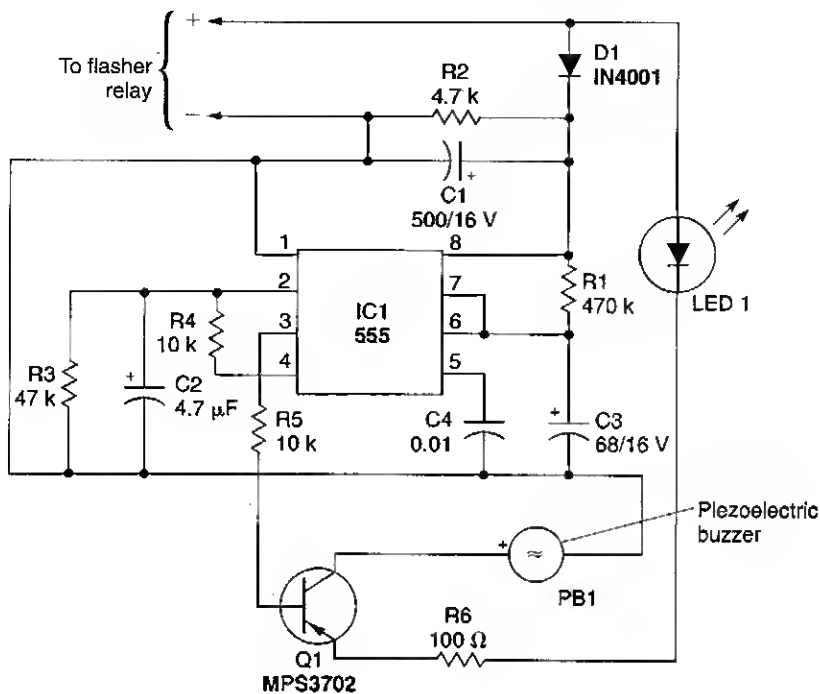 +
To flasher
relay
−
D1
IN4001
R2
4.7 k
C1
+
500/16 V
1
2
3
4
8
7
6
5
IC1
555
R1
470 k
LED 1
R4
10 k
R3
47 k
+
C2
4.7 µF
R5
10 k
C4
0.01
+
C3
68/16 V
Piezoelectric
buzzer
+
≈
PB1
R6
100 Ω
Q1
MPS3702